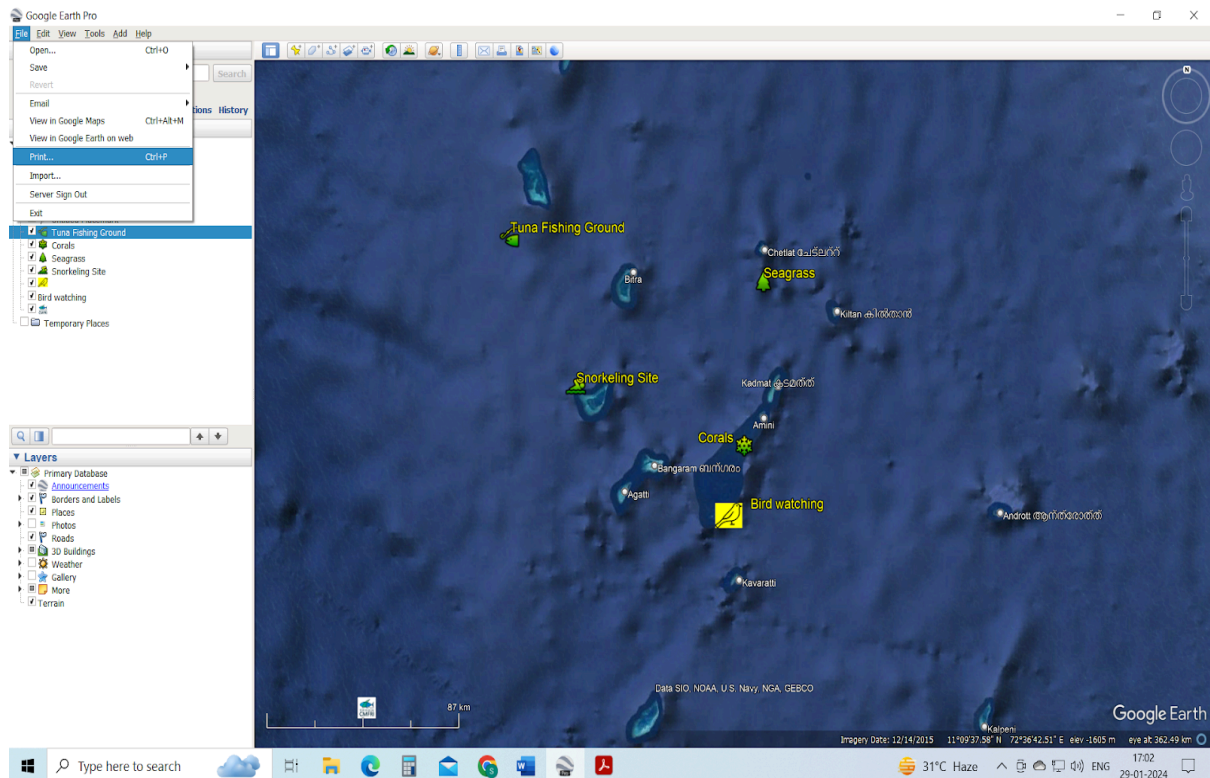 Google Earth Pro
File Edit View Tools Add Help
Open... Ctrl+O
Save
Revert
Email
View in Google Maps Ctrl+Alt+M
View in Google Earth on web
Print... Ctrl+P
Import...
Server Sign Out
Exit
Search
History
Tuna Fishing Ground
Corals
Seagrass
Snorkeling Site
Bird watching
Temporary Places
Layers
Primary Database
Announcements
Borders and Labels
Places
Photos
Roads
3D Buildings
Weather
Gallery
More
Terrain
N
Tuna Fishing Ground
Chetlat ചേട്ലറ്റ്
Bitra
Seagrass
Kiltan കിൽതാൻ
Snorkeling Site
Kadmat കടമത്ത്
Amini
Corals
Bangaram ബന്ഗരം
Agatti
Bird watching
Andrott ആന്ത്രോത്ത്
Kavaratti
Data SIO, NOAA, U.S. Navy, NGA, GEBCO
CMFRI
87 km
Google Earth
Kalpeni
Imagery Date: 12/14/2015 11°09'37.58" N 72°36'42.51" E elev -1605 m eye alt 362.49 km
Type here to search
31°C Haze
ENG
17:02
29-01-2024